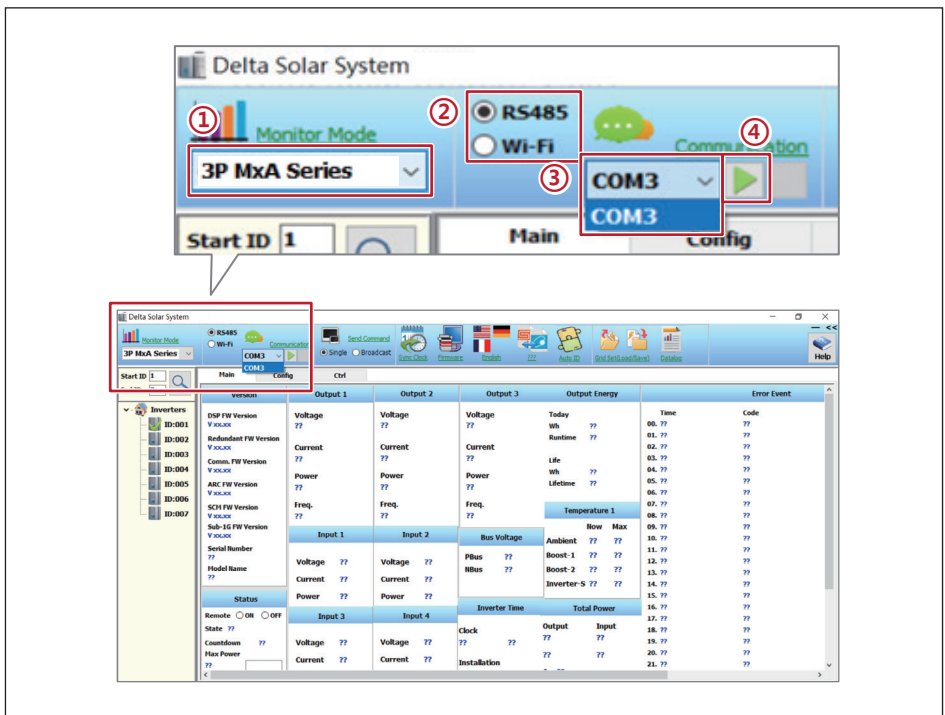 Delta Solar System
①
Monitor Mode
3P MxA Series
②
RS485
Wi-Fi
③
COM3
COM3
④
Communication
Start ID 1
Main
Config
Delta Solar System
Monitor Mode
3P MxA Series
RS485
Wi-Fi
COM3
COM3
Send Command
Single
Broadcast
Sync Clock
Firmware
English
???
Auto ID
Grid Set(Load/Save)
Datalog
<<
Help
Start ID 1
Main
Config
Ctrl
Inverters
ID:001
ID:002
ID:003
ID:004
ID:005
ID:006
ID:007
Version
DSP FW Version
V xx.xx
Redundant FW Version
V xx.xx
Comm. FW Version
V xx.xx
ARC FW Version
V xx.xx
SCM FW Version
V xx.xx
Sub-1G FW Version
V xx.xx
Serial Number
??
Model Name
??
Status
Remote ON OFF
State ??
Countdown ??
Max Power
??
Output 1
Voltage
??
Current
??
Power
??
Freq.
??
Input 1
Voltage ??
Current ??
Power ??
Input 3
Voltage ??
Current ??
Output 2
Voltage
??
Current
??
Power
??
Freq.
??
Input 2
Voltage ??
Current ??
Power ??
Input 4
Voltage ??
Current ??
Output 3
Voltage
??
Current
??
Power
??
Freq.
??
Bus Voltage
PBus ??
NBus ??
Inverter Time
Clock
?? ??
Installation
Output Energy
Today
Wh ??
Runtime ??
Life
Wh ??
Lifetime ??
Temperature 1
Now Max
Ambient ?? ??
Boost-1 ?? ??
Boost-2 ?? ??
Inverter-S ?? ??
Total Power
Output Input
?? ??
?? ??
Error Event
Time Code
00. ?? ??
01. ?? ??
02. ?? ??
03. ?? ??
04. ?? ??
05. ?? ??
06. ?? ??
07. ?? ??
08. ?? ??
09. ?? ??
10. ?? ??
11. ?? ??
12. ?? ??
13. ?? ??
14. ?? ??
15. ?? ??
16. ?? ??
17. ?? ??
18. ?? ??
19. ?? ??
20. ?? ??
21. ?? ??